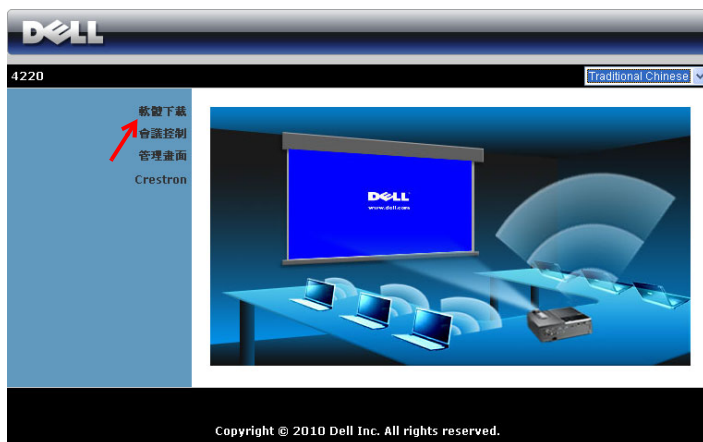 DELL
4220
Traditional Chinese
軟體下載
會議控制
管理畫面
Crestron
DELL
www.dell.com
Copyright © 2010 Dell Inc. All rights reserved.